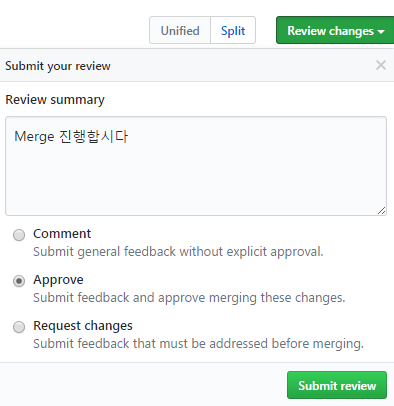 Unified Split Review changes
Submit your review
Review summary
Merge 진행합시다
Comment
Submit general feedback without explicit approval.
Approve
Submit feedback and approve merging these changes.
Request changes
Submit feedback that must be addressed before merging.
Submit review